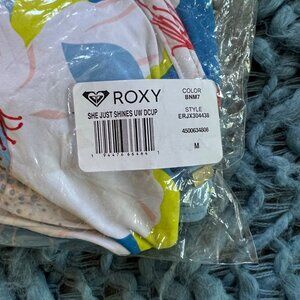 ROXY
SHE JUST SHINES UW DCUP
COLOR
BNM7
STYLE
ERJX304438
4500634806
M